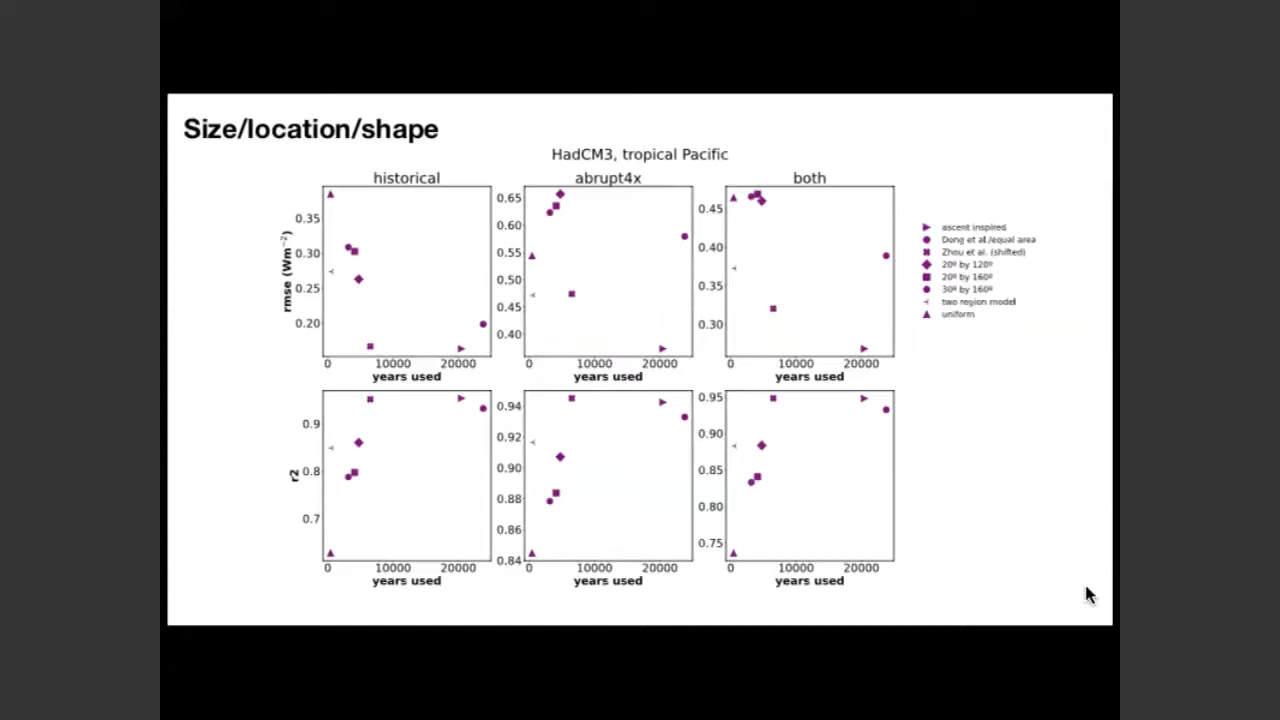 Size/location/shape
HadCM3, tropical Pacific
historical
abrupt4x
both
rmse (Wm⁻²)
0.35
0.30
0.25
0.20
0 10000 20000
years used
0.65
0.60
0.55
0.50
0.45
0.40
0 10000 20000
years used
0.45
0.40
0.35
0.30
0 10000 20000
years used
ascent inspired
Dong et al./equal area
Zhou et al. (shifted)
20º by 120º
20º by 160º
30º by 160º
two region model
uniform
r2
0.9
0.8
0.7
0 10000 20000
years used
0.94
0.92
0.90
0.88
0.86
0.84
0 10000 20000
years used
0.95
0.90
0.85
0.80
0.75
0 10000 20000
years used